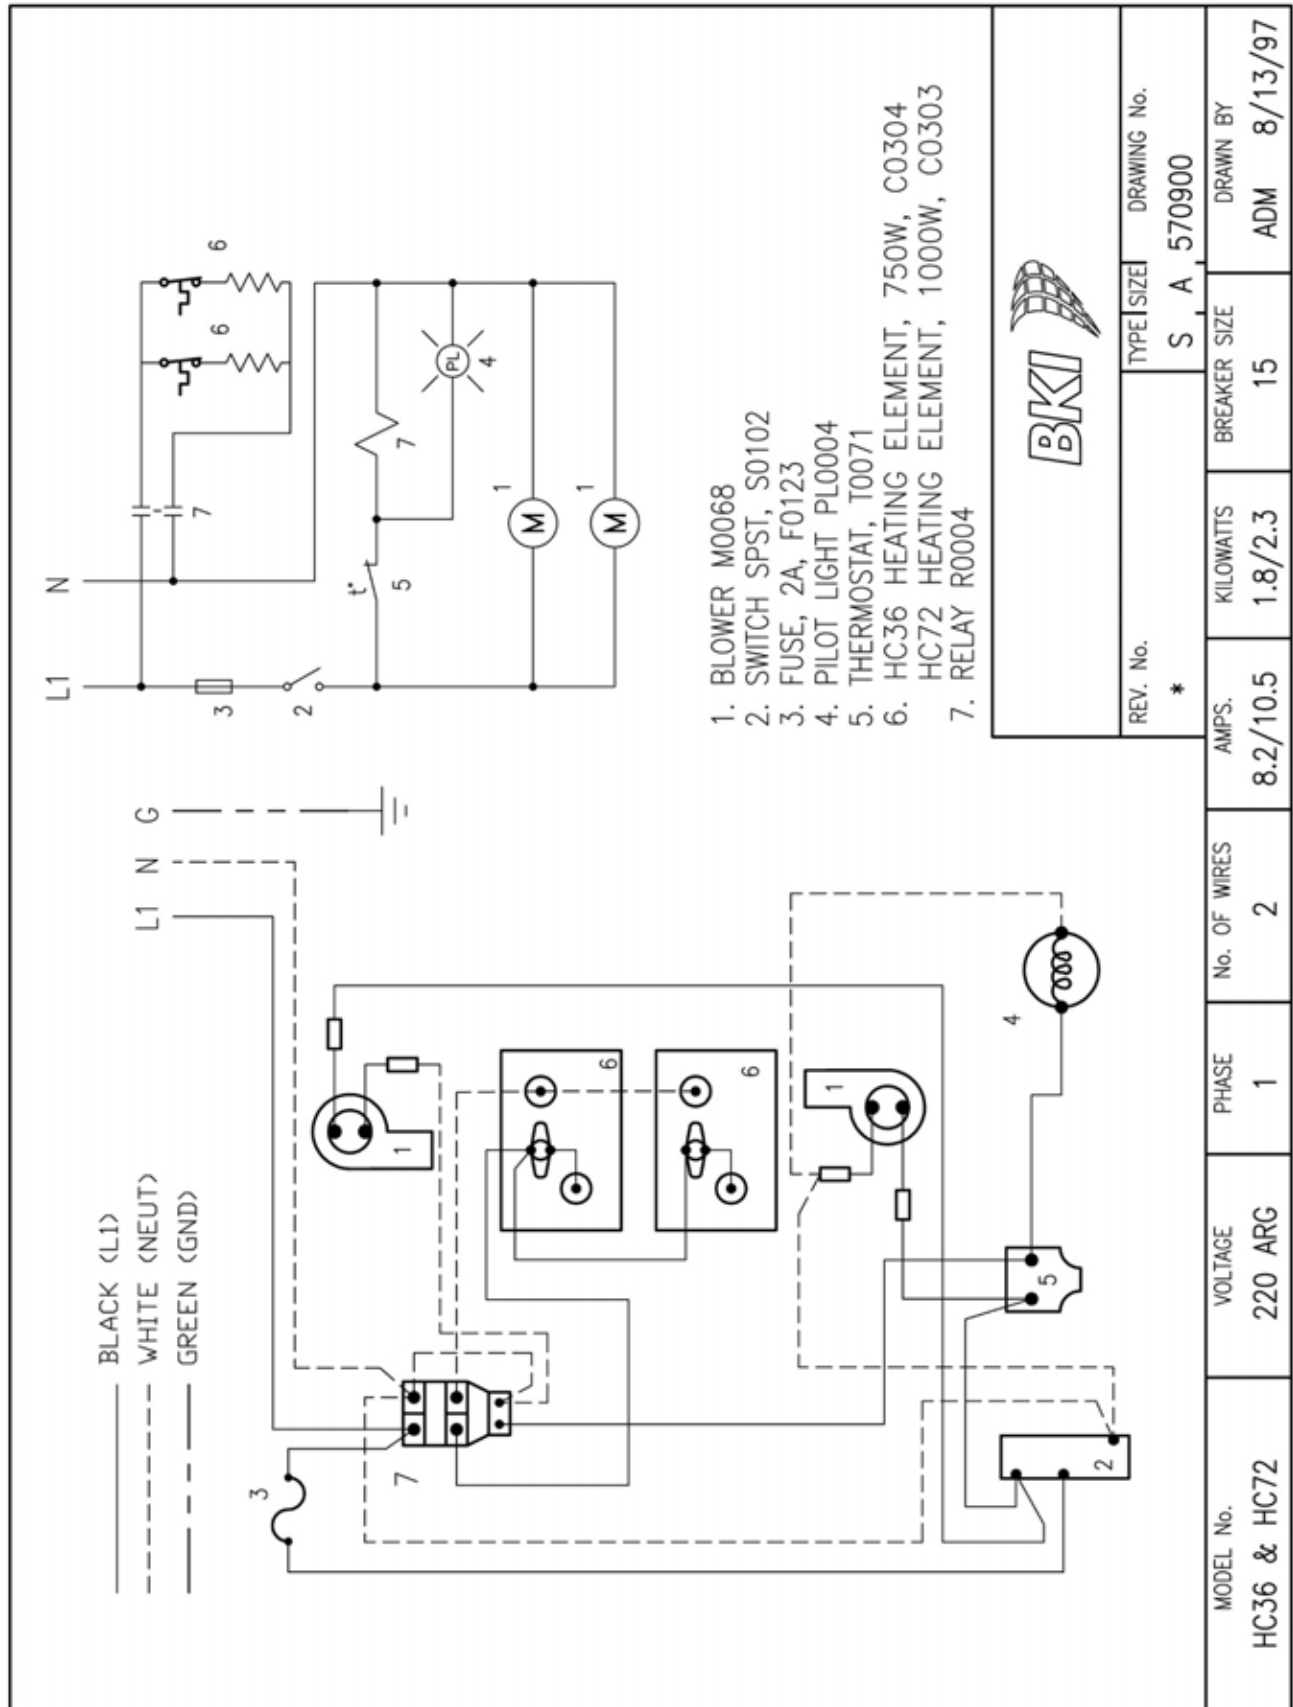 BLACK (L1)
WHITE (NEUT)
GREEN (GND)
L1 N G
3
7
1
6
6
1
4
5
2
L1 N
3
2
7
6
6
t°
5
7
PL
4
1
M
1
M
1. BLOWER M0068
2. SWITCH SPST, S0102
3. FUSE, 2A, F0123
4. PILOT LIGHT PL0004
5. THERMOSTAT, T0071
6. HC36 HEATING ELEMENT, 750W, C0304
HC72 HEATING ELEMENT, 1000W, C0303
7. RELAY R0004
BKI
REV. No.
*
TYPE SIZE DRAWING No.
S A 570900
MODEL No. VOLTAGE PHASE No. OF WIRES AMPS. KILOWATTS BREAKER SIZE DRAWN BY
HC36 & HC72 220 ARG 1 2 8.2/10.5 1.8/2.3 15 ADM 8/13/97